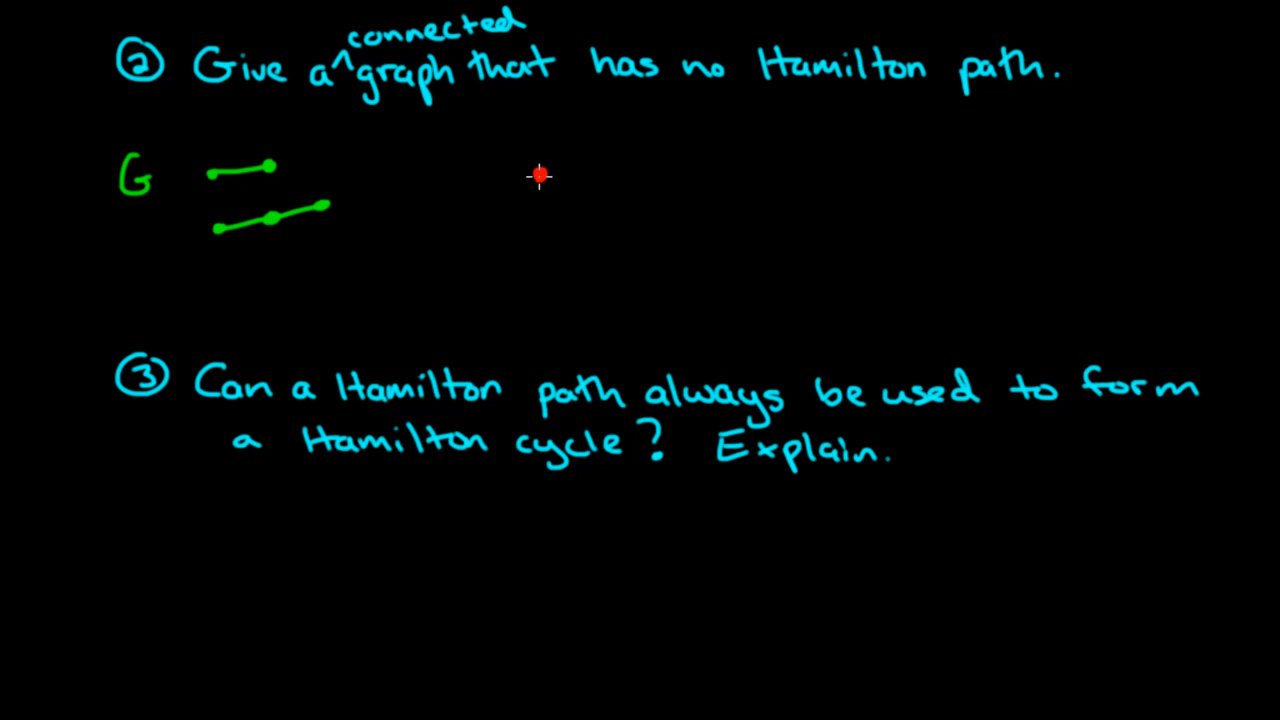 ② Give a ^ connected graph that has no Hamilton path.
G
③ Can a Hamilton path always be used to form
a Hamilton cycle? Explain.